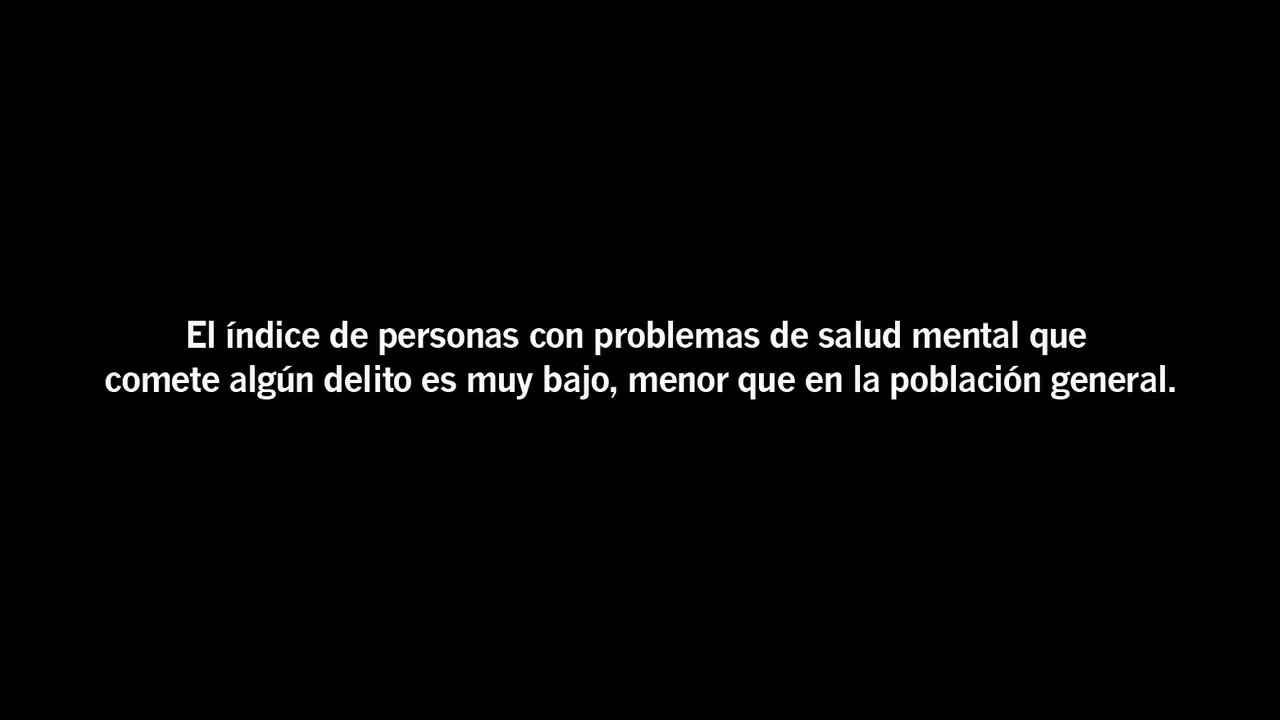 El índice de personas con problemas de salud mental que
comete algún delito es muy bajo, menor que en la población general.